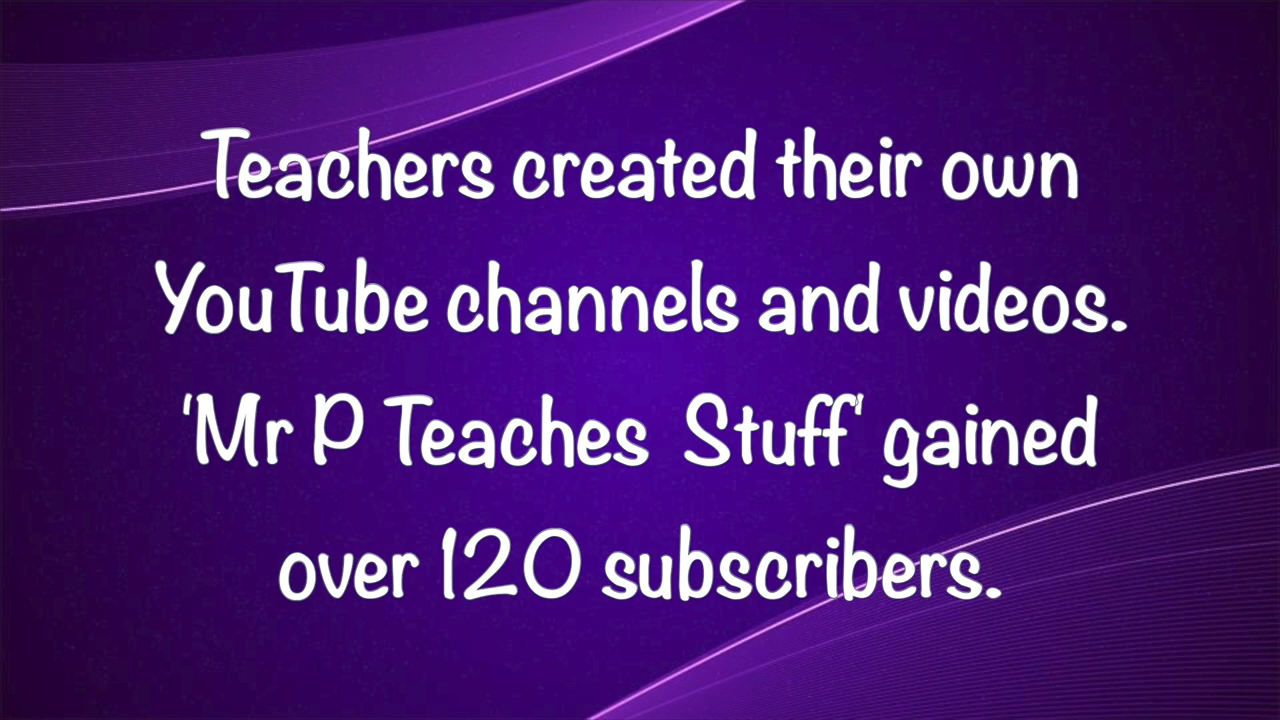 Teachers created their own
YouTube channels and videos.
'Mr P Teaches  Stuff' gained
over 120 subscribers.